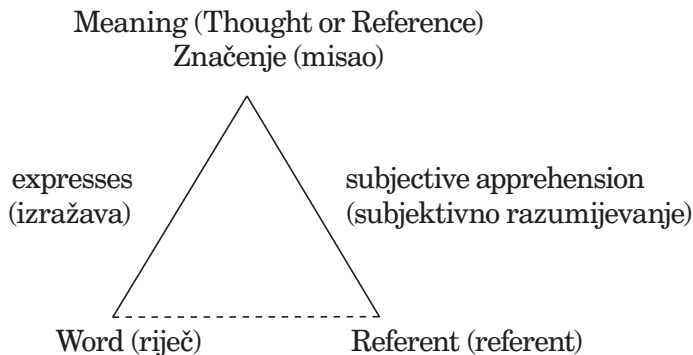 Meaning (Thought or Reference)
Značenje (misao)
expresses
(izražava)
subjective apprehension
(subjektivno razumijevanje)
Word (riječ)
Referent (referent)